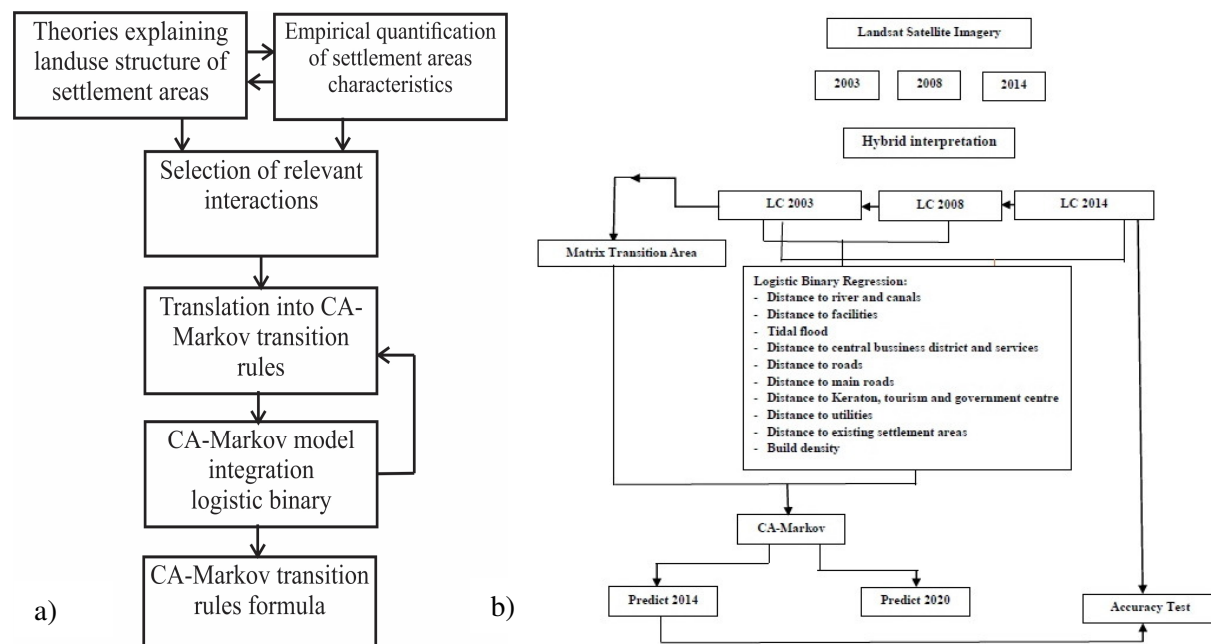 Theories explaining
landuse structure of
settlement areas
Empirical quantification
of settlement areas
characteristics
Selection of relevant
interactions
Translation into CA-
Markov transition
rules
CA-Markov model
integration
logistic binary
CA-Markov transition
rules formula
a)
Landsat Satellite Imagery
2003
2008
2014
Hybrid interpretation
LC 2003
LC 2008
LC 2014
Matrix Transition Area
Logistic Binary Regression:
- Distance to river and canals
- Distance to facilities
- Tidal flood
- Distance to central bussiness district and services
- Distance to roads
- Distance to main roads
- Distance to Keraton, tourism and government centre
- Distance to utilities
- Distance to existing settlement areas
- Build density
CA-Markov
Predict 2014
Predict 2020
Accuracy Test
b)